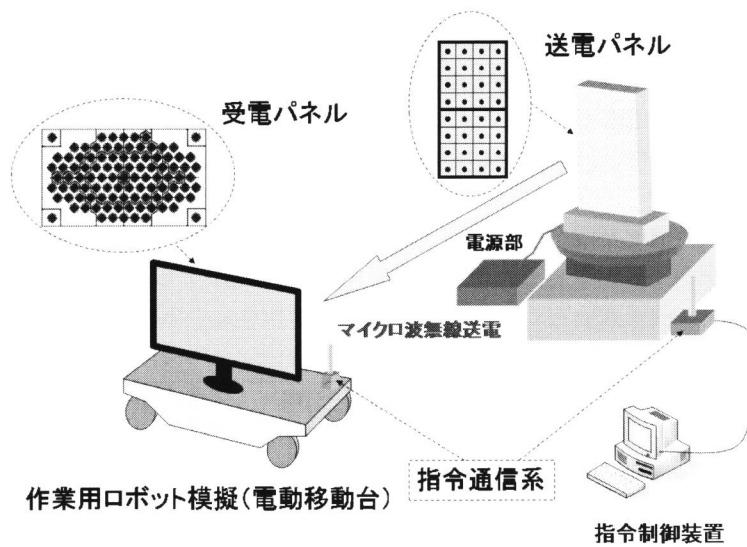 送電パネル
受電パネル
電源部
マイクロ波無線送電
指令通信系
作業用ロボット模擬（電動移動台）
指令制御装置